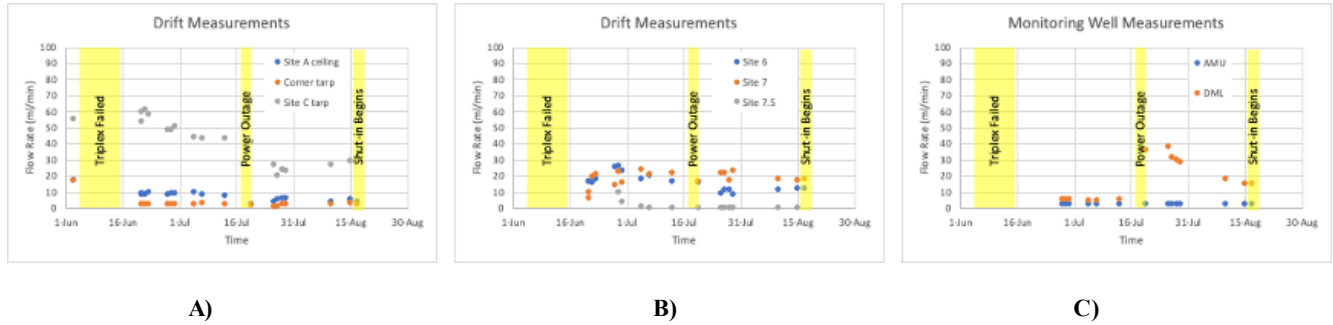 Drift Measurements
Flow Rate (ml/min)
100
90
80
70
60
50
40
30
20
10
0
Triplex Failed
Power Outage
Shut-in Begins
Site A ceiling
Corner tarp
Site C tarp
1-Jun 16-Jun 1-Jul 16-Jul 31-Jul 15-Aug 30-Aug
Time
A)
Drift Measurements
Flow Rate (ml/min)
100
90
80
70
60
50
40
30
20
10
0
Triplex Failed
Power Outage
Shut-in Begins
Site 6
Site 7
Site 7.5
1-Jun 16-Jun 1-Jul 16-Jul 31-Jul 15-Aug 30-Aug
Time
B)
Monitoring Well Measurements
Flow Rate (ml/min)
100
90
80
70
60
50
40
30
20
10
0
Triplex Failed
Power Outage
Shut-in Begins
AMU
DML
1-Jun 16-Jun 1-Jul 16-Jul 31-Jul 15-Aug 30-Aug
Time
C)